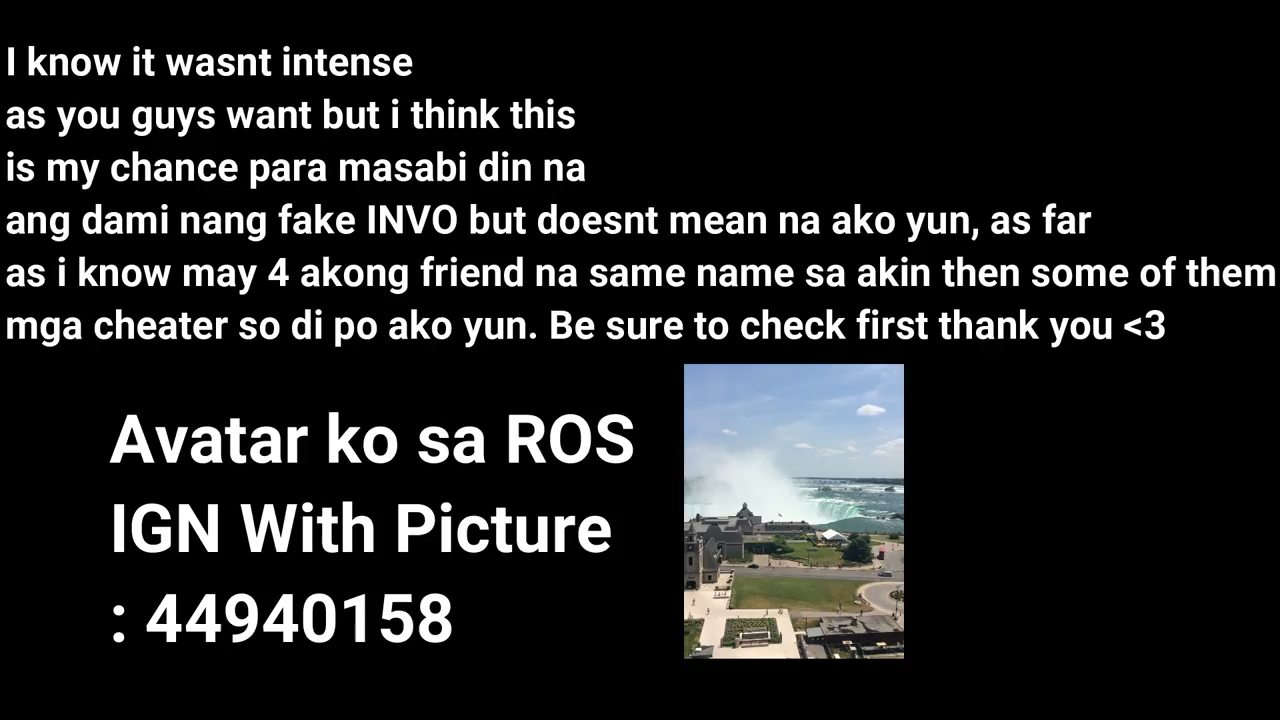 I know it wasnt intense
as you guys want but i think this
is my chance para masabi din na
ang dami nang fake INVO but doesnt mean na ako yun, as far
as i know may 4 akong friend na same name sa akin then some of them
mga cheater so di po ako yun. Be sure to check first thank you <3
Avatar ko sa ROS
IGN With Picture
: 44940158